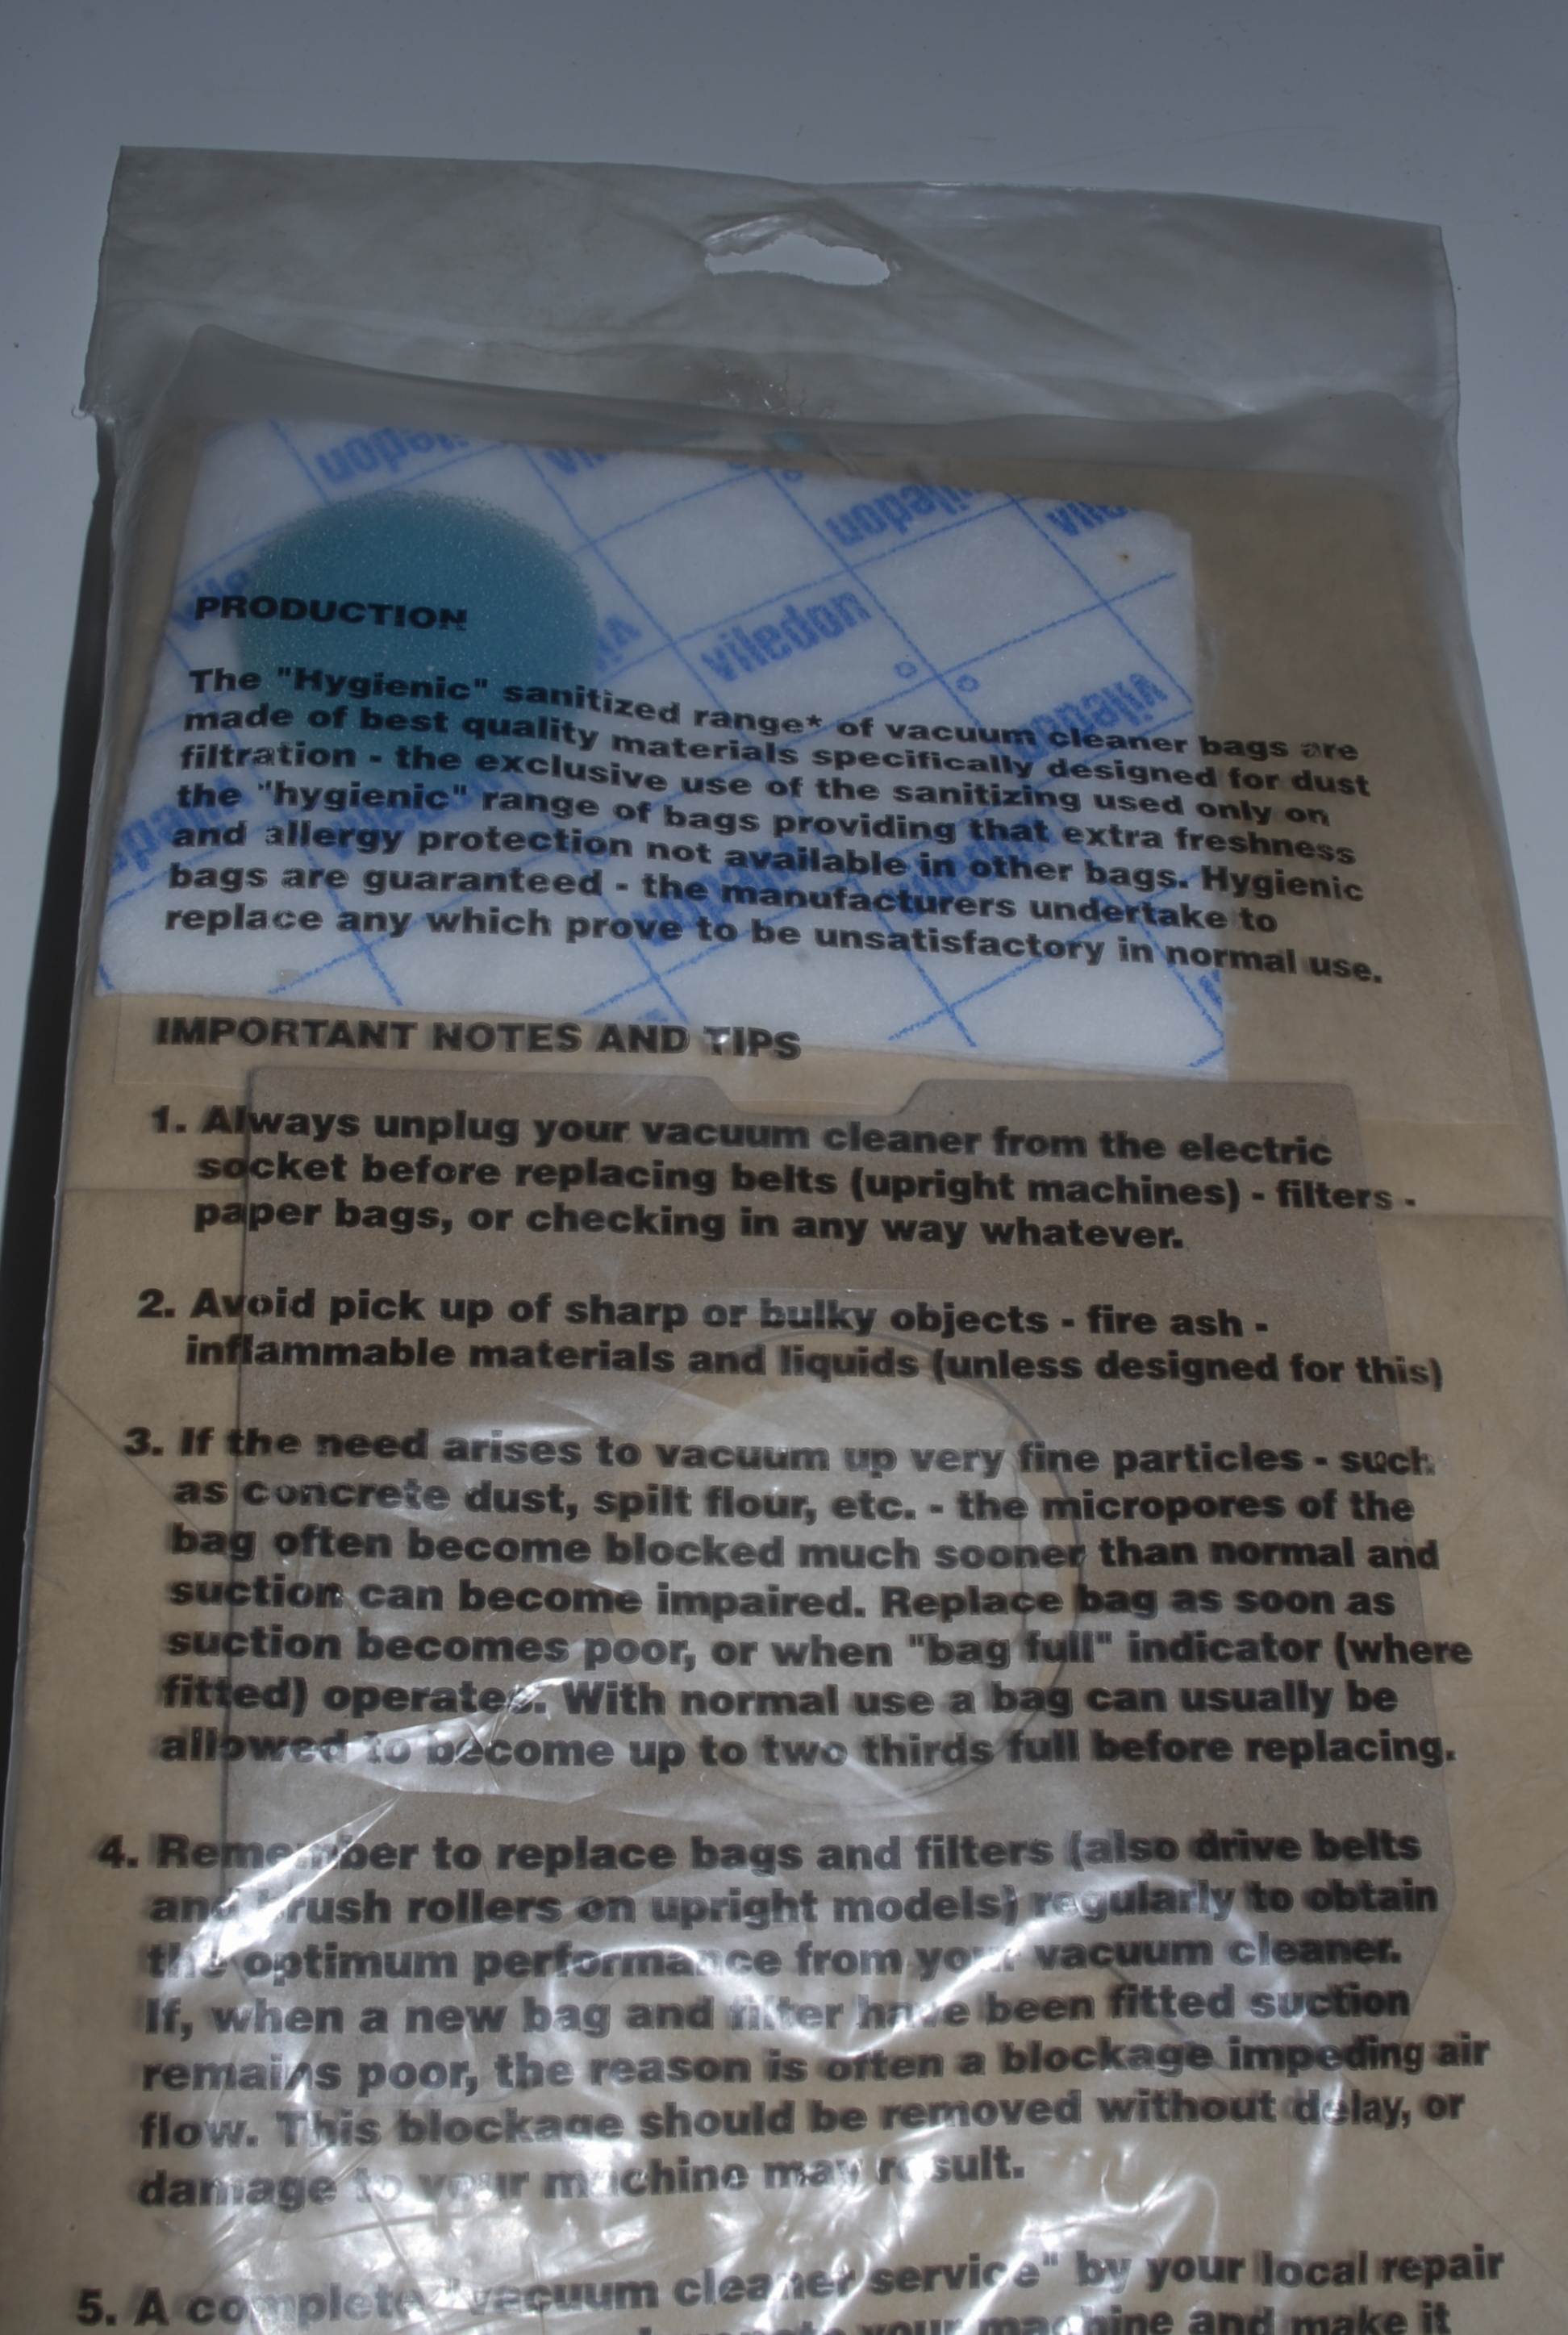 viledon
viledon
viledon
PRODUCTION
The "Hygienic" sanitized range* of vacuum cleaner bags are
made of best quality materials specifically designed for dust
filtration - the exclusive use of the sanitizing used only on
the "hygienic" range of bags providing that extra freshness
and allergy protection not available in other bags. Hygienic
bags are guaranteed - the manufacturers undertake to
replace any which prove to be unsatisfactory in normal use.
IMPORTANT NOTES AND TIPS
1. Always unplug your vacuum cleaner from the electric
socket before replacing belts (upright machines) - filters -
paper bags, or checking in any way whatever.
2. Avoid pick up of sharp or bulky objects - fire ash -
inflammable materials and liquids (unless designed for this)
3. If the need arises to vacuum up very fine particles - such
as concrete dust, spilt flour, etc. - the micropores of the
bag often become blocked much sooner than normal and
suction can become impaired. Replace bag as soon as
suction becomes poor, or when "bag full" indicator (where
fitted) operates. With normal use a bag can usually be
allowed to become up to two thirds full before replacing.
4. Remember to replace bags and filters (also drive belts
and brush rollers on upright models) regularly to obtain
the optimum performance from your vacuum cleaner.
If, when a new bag and filter have been fitted suction
remains poor, the reason is often a blockage impeding air
flow. This blockage should be removed without delay, or
damage to your machine may result.
5. A complete "vacuum cleaner service" by your local repair
your machine and make it